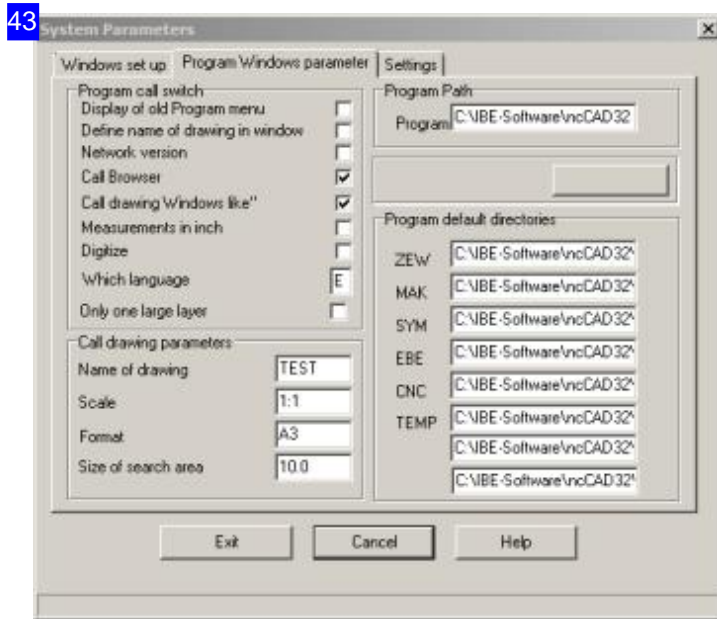 43
System Parameters
Windows set up
Program Windows parameter
Settings
Program call switch
Display of old Program menu
Define name of drawing in window
Network version
Call Browser
Call drawing Windows like"
Measurements in inch
Digitize
Which language E
Only one large layer
Call drawing parameters
Name of drawing TEST
Scale 1:1
Format A3
Size of search area 10.0
Program Path
Program C:\IBE-Software\ncCAD32
Program default directories
ZEW C:\IBE-Software\ncCAD32\
MAK C:\IBE-Software\ncCAD32\
SYM C:\IBE-Software\ncCAD32\
EBE C:\IBE-Software\ncCAD32\
CNC C:\IBE-Software\ncCAD32\
TEMP C:\IBE-Software\ncCAD32\
C:\IBE-Software\ncCAD32\
C:\IBE-Software\ncCAD32\
Exit
Cancel
Help